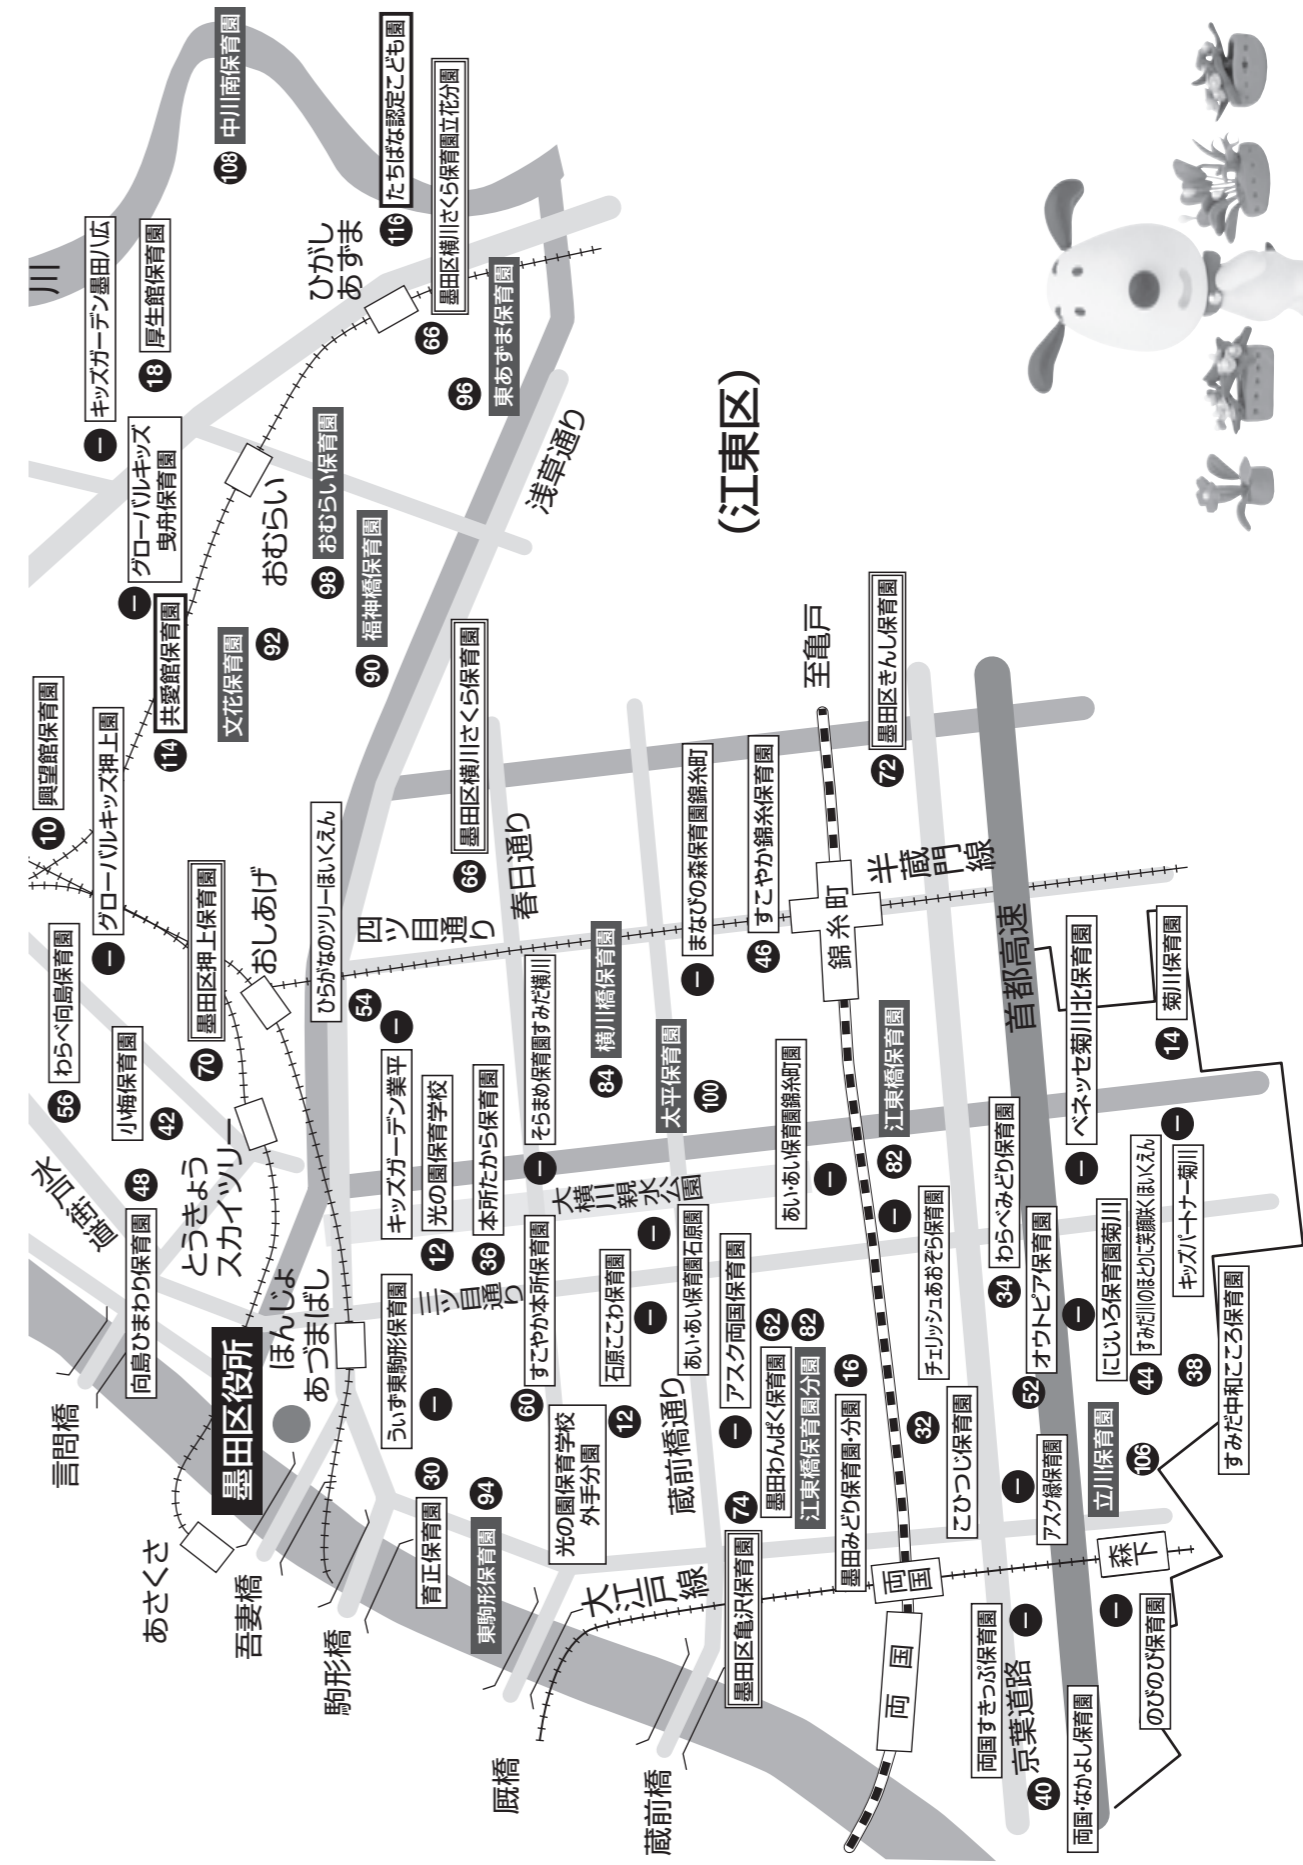 川
108 中川南保育園
ー キッズガーデン墨田八広
18 厚生館保育園
116 たちばな認定こども園
66 墨田区横川さくら保育園立花分園
ひがし
あずま
96 東あずま保育園
ー グローバルキッズ
曳舟保育園
おむらい
98 おむらい保育園
90 福神橋保育園
浅草通り
(江東区)
10 興望館保育園
ー グローバルキッズ押上園
114 共愛館保育園
文花保育園
92
66 墨田区横川さくら保育園
至亀戸
72 墨田区きんし保育園
56 わらべ向島保育園
小梅保育園
42
70 墨田区押上保育園
おしあげ
ひらがなのツリーほいくえん
54
四ツ目通り
春日通り
84 横川橋保育園
ー まなびの森保育園錦糸町
46 すこやか錦糸保育園
錦糸町
半蔵門線
首都高速
水戸街道
48
向島ひまわり保育園
とうきょう
スカイツリー
ー
キッズガーデン業平
12 光の園保育学校
36 本所たから保育園
ー そらまめ保育園すみだ横川
太平保育園
100
大横川親水公園
あい・あい保育園錦糸町園
ー
82 江東橋保育園
ー
チェリッシュあおぞら保育園
34 わらべみどり保育園
ー ベネッセ菊川北保育園
14 菊川保育園
言問橋
墨田区役所
ほんじょ
あづまばし
ういず東駒形保育園
ー
三ツ目通り
60 すこやか本所保育園
石原ここわ保育園
ー
ー
あい・あい保育園石原園
ー アスク両国保育園
62
墨田わんぱく保育園
82
江東橋保育園分園
16
墨田みどり保育園・分園
32
こひつじ保育園
52 オウトピア保育園
ー
にじいろ保育園菊川
すみだ川のほとりに笑顔咲くほいくえん
44
ー
キッズパートナー菊川
38
すみだ中和こころ保育園
あさくさ
吾妻橋
駒形橋
30
育正保育園
94
東駒形保育園
光の園保育学校
外手分園
12
蔵前橋通り
74
墨田区亀沢保育園
大江戸線
両国
両国
ー
アスク緑保育園
立川保育園
106
森下
厩橋
蔵前橋
両国すきっぷ保育園
ー
京葉道路
40
両国・なかよし保育園
ー
のびのび保育園